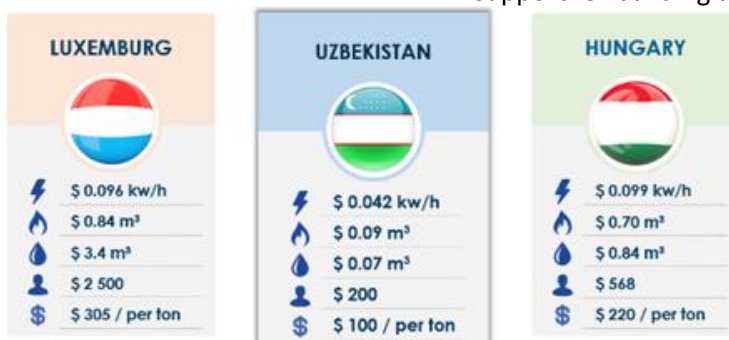 LUXEMBURG
$ 0.096 kw/h
$ 0.84 m³
$ 3.4 m³
$ 2 500
$ 305 / per ton
UZBEKISTAN
$ 0.042 kw/h
$ 0.09 m³
$ 0.07 m³
$ 200
$ 100 / per ton
HUNGARY
$ 0.099 kw/h
$ 0.70 m³
$ 0.84 m³
$ 568
$ 220 / per ton